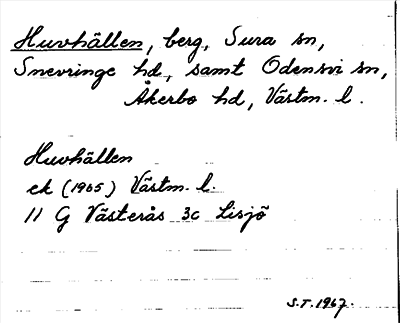 Huvhällen, berg, Sura sn,
Snevringe hd, samt Odensvi sn,
Åkerbo hd, Västm. l.
Huvhällen
ek (1965) Västm. l.
11 G Västerås 3c Lisjö
S.T. 1967.